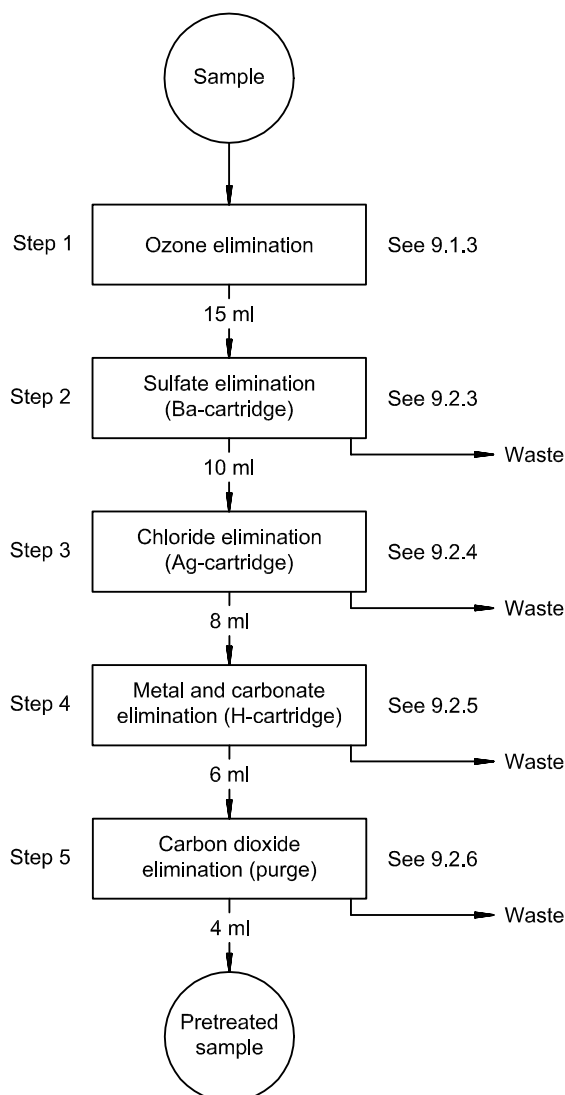 Sample
Step 1
Ozone elimination
See 9.1.3
15 ml
Step 2
Sulfate elimination
(Ba-cartridge)
See 9.2.3
Waste
10 ml
Step 3
Chloride elimination
(Ag-cartridge)
See 9.2.4
Waste
8 ml
Step 4
Metal and carbonate
elimination (H-cartridge)
See 9.2.5
Waste
6 ml
Step 5
Carbon dioxide
elimination (purge)
See 9.2.6
Waste
4 ml
Pretreated
sample